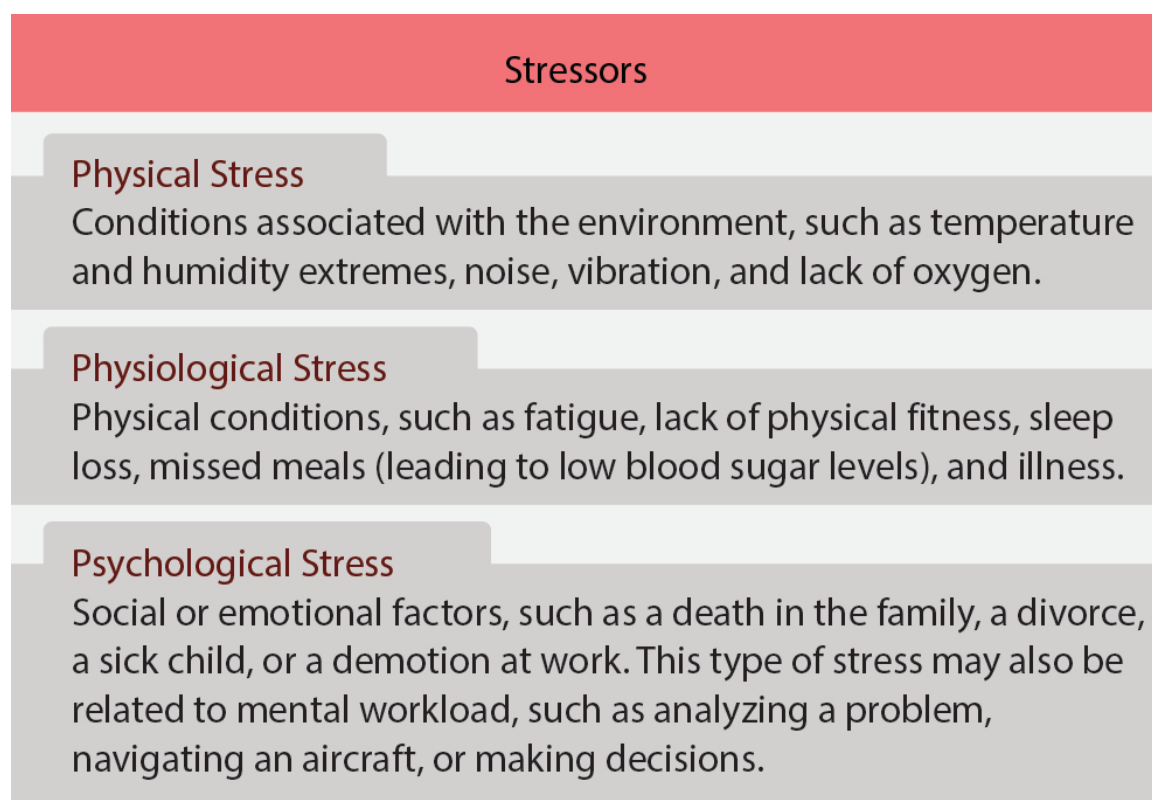 Stressors
Physical Stress
Conditions associated with the environment, such as temperature
and humidity extremes, noise, vibration, and lack of oxygen.
Physiological Stress
Physical conditions, such as fatigue, lack of physical fitness, sleep
loss, missed meals (leading to low blood sugar levels), and illness.
Psychological Stress
Social or emotional factors, such as a death in the family, a divorce,
a sick child, or a demotion at work. This type of stress may also be
related to mental workload, such as analyzing a problem,
navigating an aircraft, or making decisions.